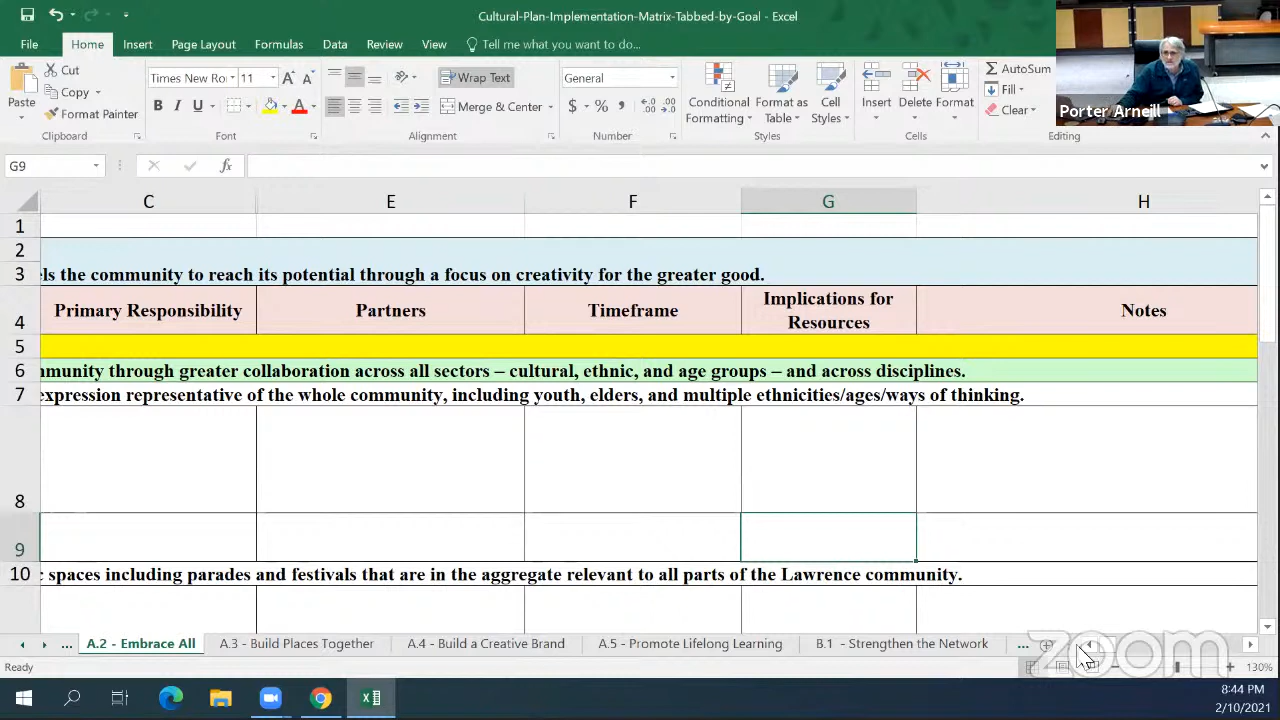 Cultural-Plan-Implementation-Matrix-Tabbed-by-Goal - Excel
File Home Insert Page Layout Formulas Data Review View Tell me what you want to do...
Cut
Copy
Format Painter
Paste
Clipboard
Times New Ro 11 A A
B I U A
Font
Wrap Text
Merge & Center
Alignment
General
$ % ,
Number
Conditional Formatting
Format as Table
Cell Styles
Styles
Insert Delete Format
Cells
AutoSum
Fill
Clear
Editing
Porter Arneill
G9 fx
C E F G H
1
2
3 els the community to reach its potential through a focus on creativity for the greater good.
4 Primary Responsibility Partners Timeframe Implications for Resources Notes
5
6 mmunity through greater collaboration across all sectors – cultural, ethnic, and age groups – and across disciplines.
7 expression representative of the whole community, including youth, elders, and multiple ethnicities/ages/ways of thinking.
8
9
10 c spaces including parades and festivals that are in the aggregate relevant to all parts of the Lawrence community.
... A.2 - Embrace All A.3 - Build Places Together A.4 - Build a Creative Brand A.5 - Promote Lifelong Learning B.1 - Strengthen the Network ...
zoom
Ready 130%
8:44 PM
2/10/2021